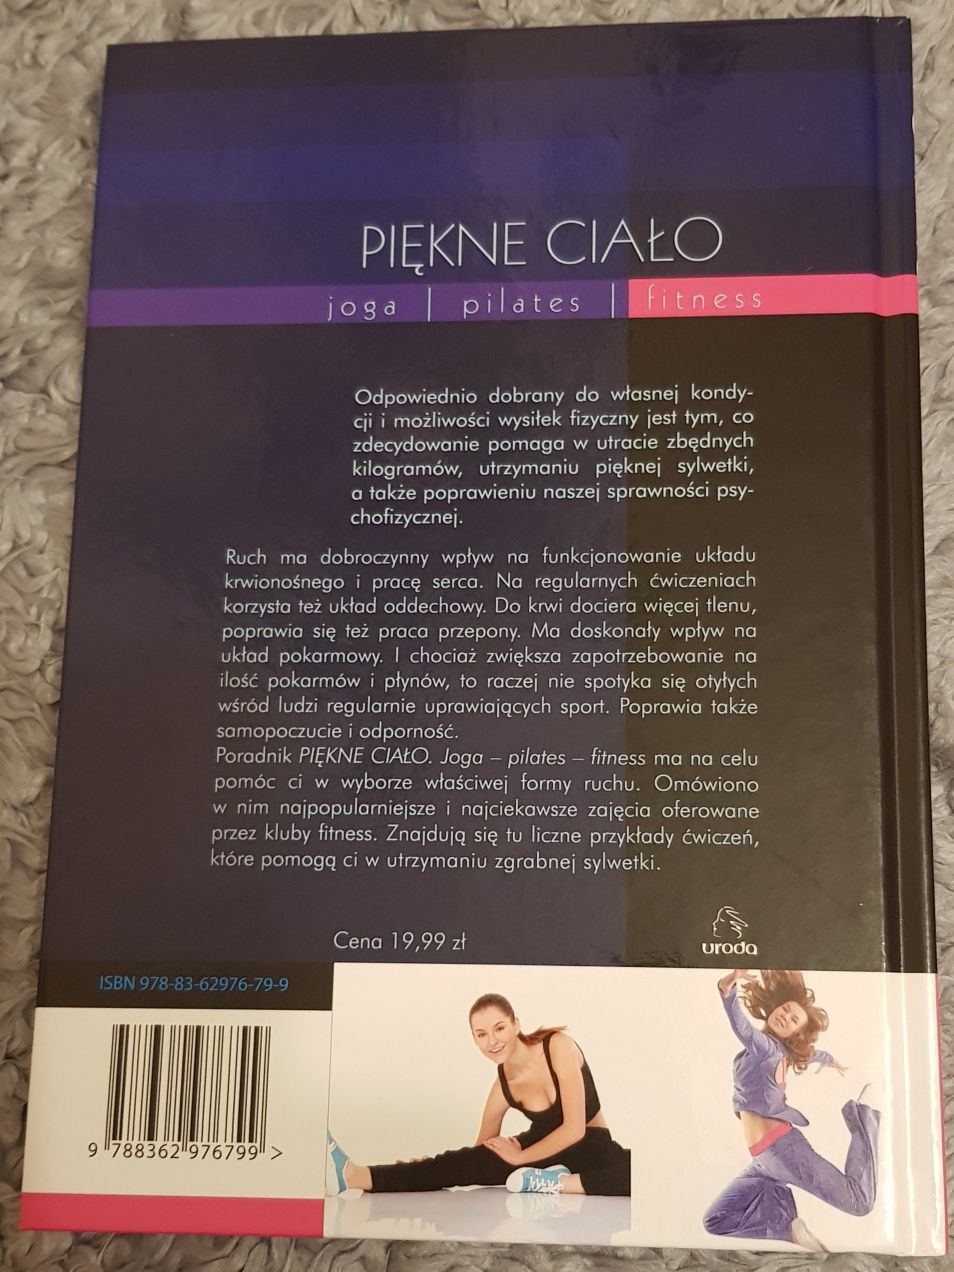 PIĘKNE CIAŁO
joga | pilates | fitness
Odpowiednio dobrany do własnej kondy-
cji i możliwości wysiłek fizyczny jest tym, co
zdecydowanie pomaga w utracie zbędnych
kilogramów, utrzymaniu pięknej sylwetki,
a także poprawieniu naszej sprawności psy-
chofizycznej.
Ruch ma dobroczynny wpływ na funkcjonowanie układu
krwionośnego i pracę serca. Na regularnych ćwiczeniach
korzysta też układ oddechowy. Do krwi dociera więcej tlenu,
poprawia się też praca przepony. Ma doskonały wpływ na
układ pokarmowy. I chociaż zwiększa zapotrzebowanie na
ilość pokarmów i płynów, to raczej nie spotyka się otyłych
wśród ludzi regularnie uprawiających sport. Poprawia także
samopoczucie i odporność.
Poradnik PIĘKNE CIAŁO. Joga – pilates – fitness ma na celu
pomóc ci w wyborze właściwej formy ruchu. Omówiono
w nim najpopularniejsze i najciekawsze zajęcia oferowane
przez kluby fitness. Znajdują się tu liczne przykłady ćwiczeń,
które pomogą ci w utrzymaniu zgrabnej sylwetki.
Cena 19,99 zł
uroda
ISBN 978-83-62976-79-9
9 788362 976799 >